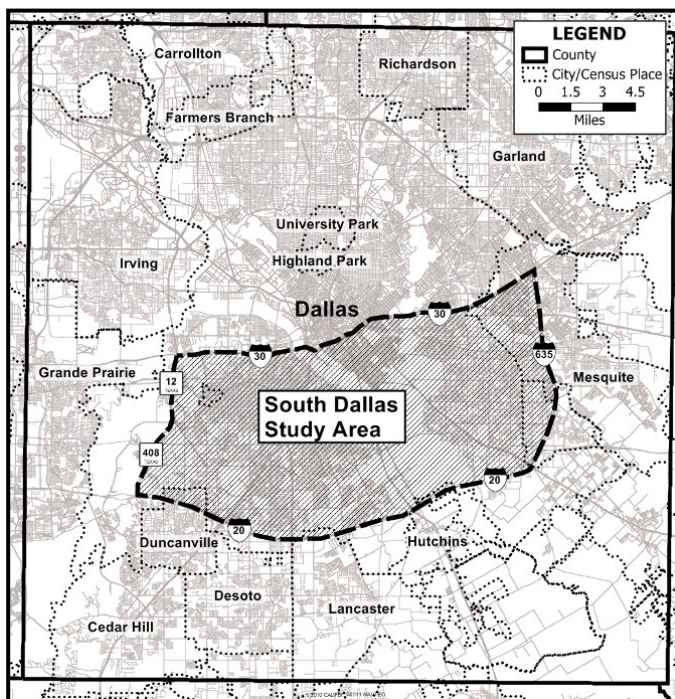 LEGEND
County
City/Census Place
0 1.5 3 4.5
Miles
Carrollton
Richardson
Farmers Branch
Garland
University Park
Highland Park
Irving
Dallas
30
30
635
Grande Prairie
12
TEXAS
Mesquite
South Dallas
Study Area
408
TEXAS
20
20
Duncanville
Hutchins
Desoto
Lancaster
Cedar Hill